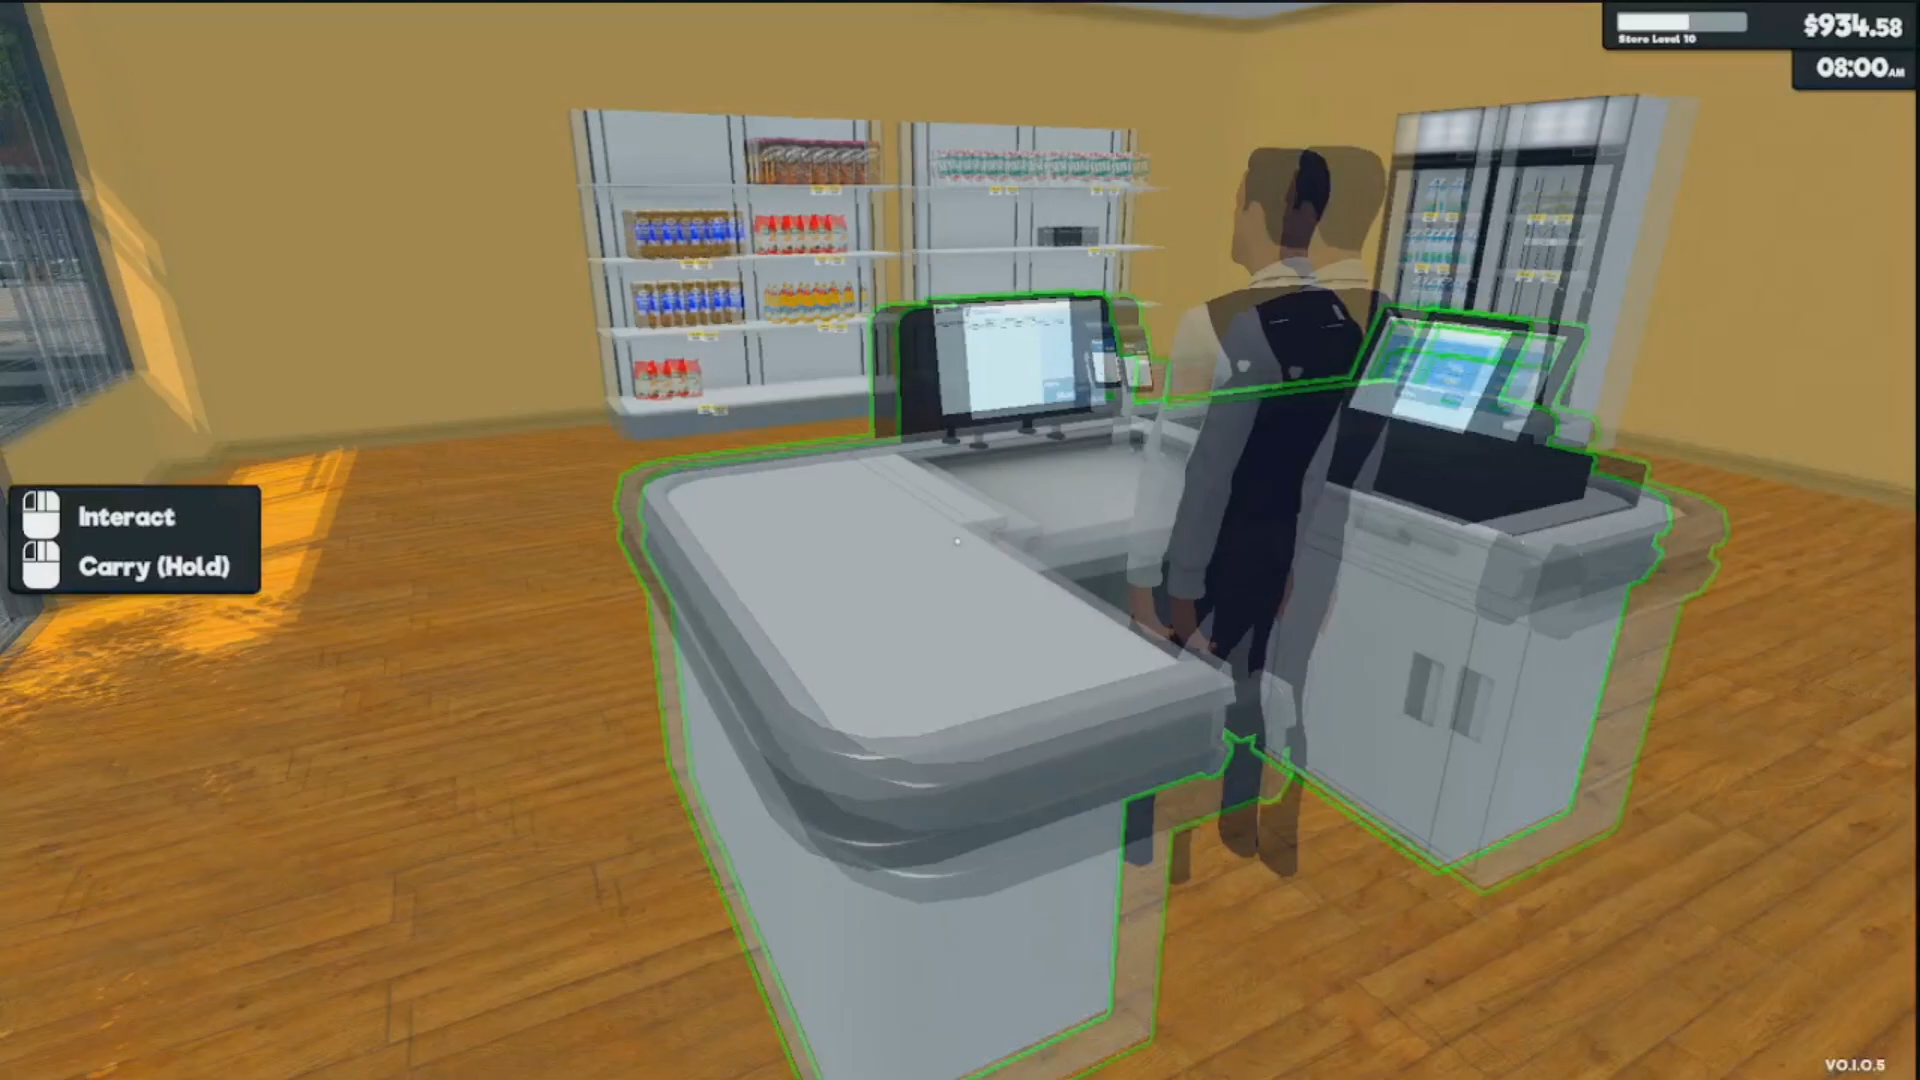 $934.58
Store Level 10
08:00AM
Interact
Carry (Hold)
V0.1.0.5